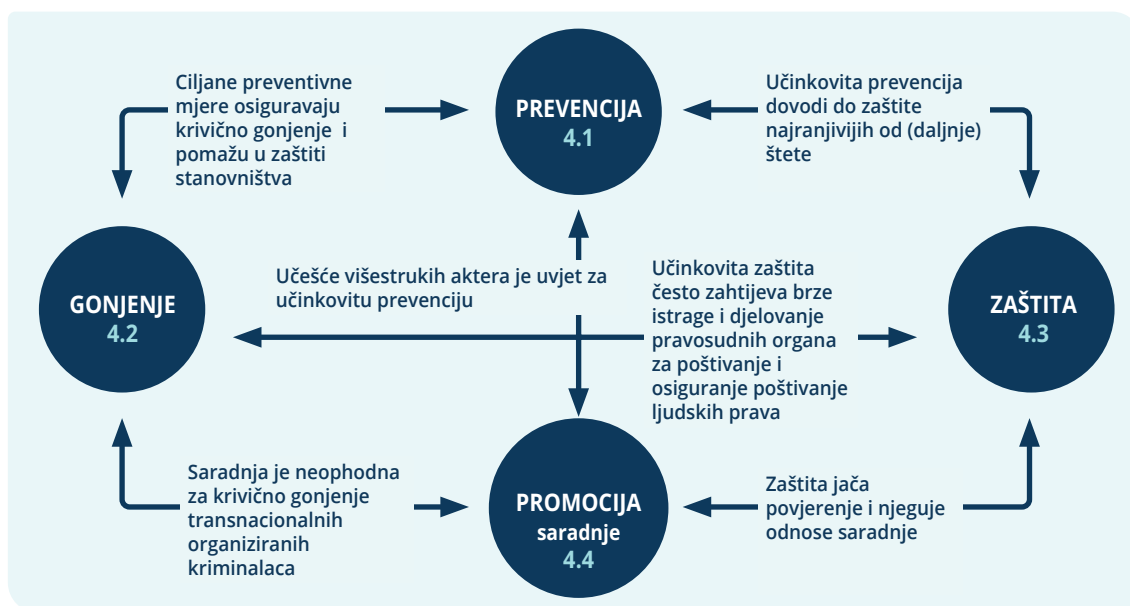 Ciljane preventivne
mjere osiguravaju
krivično gonjenje i
pomažu u zaštiti
stanovništva
PREVENCIJA
4.1
Učinkovita prevencija
dovodi do zaštite
najranjivijih od (daljnje)
štete
GONJENJE
4.2
Učešće višestrukih aktera je uvjet za
učinkovitu prevenciju
Učinkovita zaštita
često zahtijeva brze
istrage i djelovanje
pravosudnih organa
za poštivanje i
osiguranje poštivanje
ljudskih prava
ZAŠTITA
4.3
Saradnja je neophodna
za krivično gonjenje
transnacionalnih
organiziranih
kriminalaca
PROMOCIJA
saradnje
4.4
Zaštita jača
povjerenje i njeguje
odnose saradnje